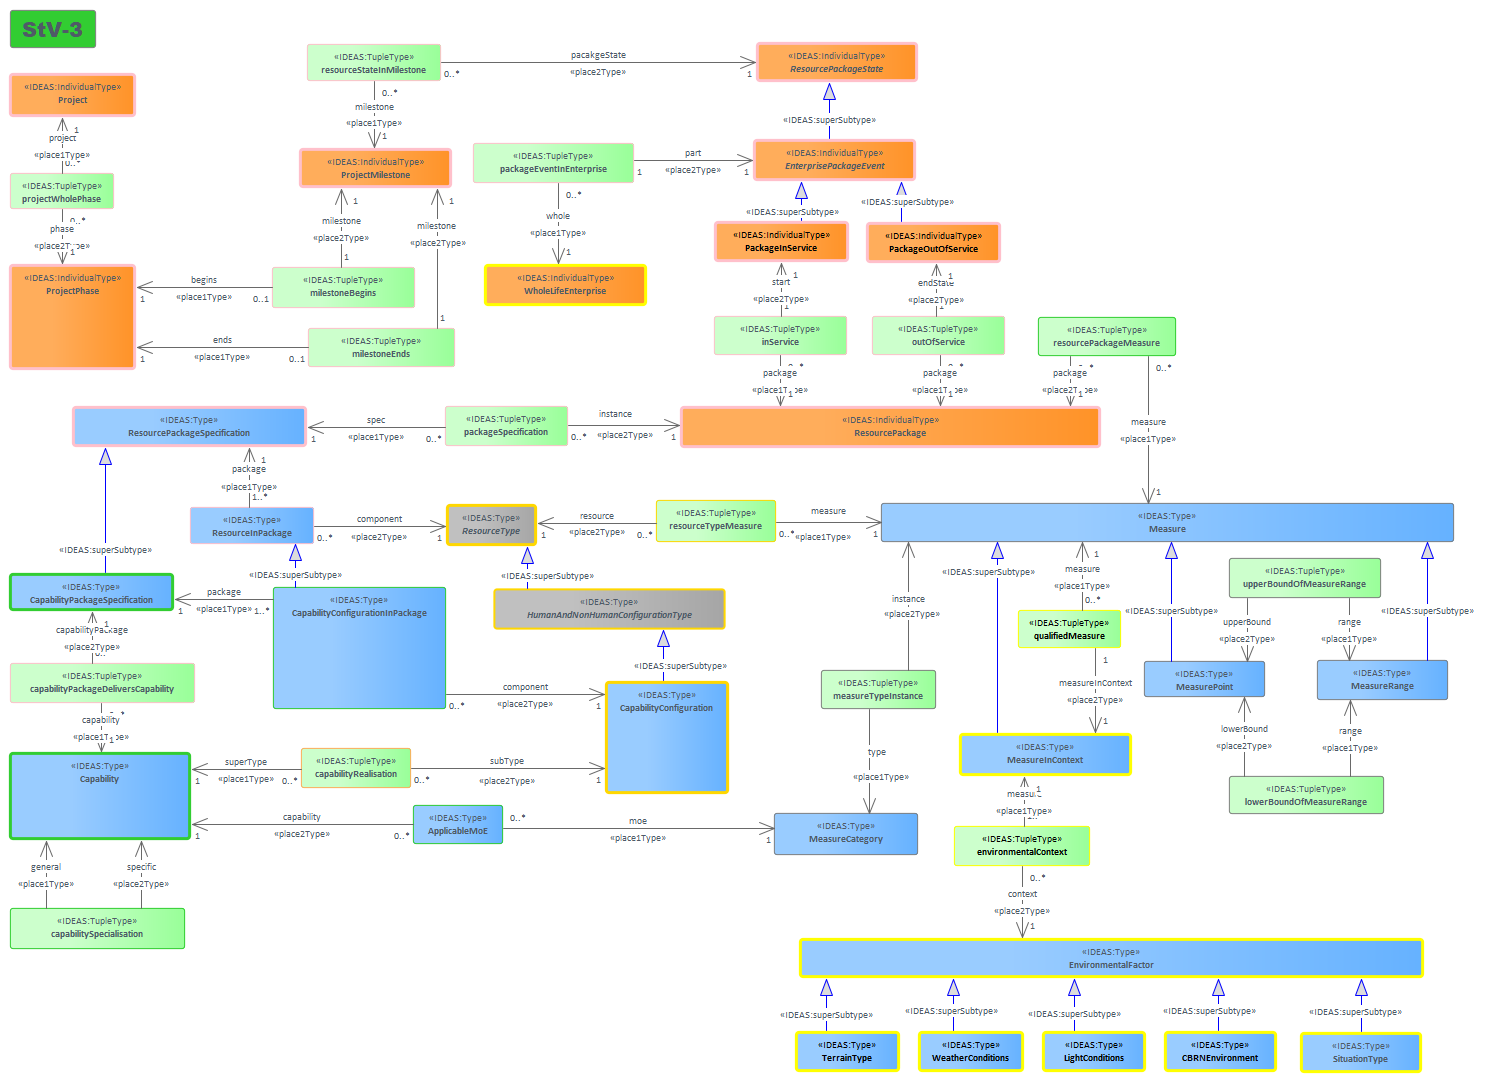 StV-3
«IDEAS:TupleType»
resourceStateInMilestone
pacakgeState
«place2Type»
0..*
1
«IDEAS:IndividualType»
ResourcePackageState
«IDEAS:IndividualType»
Project
0..*
milestone
«place1Type»
1
«IDEAS:superSubtype»
1
project
«place1Type»
0..*
«IDEAS:TupleType»
projectWholePhase
0..*
phase
«place2Type»
1
«IDEAS:IndividualType»
ProjectMilestone
«IDEAS:TupleType»
packageEventInEnterprise
part
«place2Type»
1
1
«IDEAS:IndividualType»
EnterprisePackageEvent
0..*
whole
«place1Type»
1
«IDEAS:superSubtype»
«IDEAS:superSubtype»
1
milestone
«place2Type»
1
1
milestone
«place2Type»
1
«IDEAS:IndividualType»
PackageInService
«IDEAS:IndividualType»
PackageOutOfService
«IDEAS:IndividualType»
ProjectPhase
begins
«place1Type»
1
0..1
«IDEAS:TupleType»
milestoneBegins
«IDEAS:IndividualType»
WholeLifeEnterprise
1
start
«place2Type»
1
1
endState
«place2Type»
1
ends
«place1Type»
1
0..1
«IDEAS:TupleType»
milestoneEnds
«IDEAS:TupleType»
inService
«IDEAS:TupleType»
outOfService
«IDEAS:TupleType»
resourcePackageMeasure
0..*
package
«place1Type»
1
0..*
package
«place1Type»
1
0..*
package
«place2Type»
1
0..*
measure
«place1Type»
1
«IDEAS:Type»
ResourcePackageSpecification
spec
«place1Type»
1
0..*
«IDEAS:TupleType»
packageSpecification
instance
«place2Type»
0..*
1
«IDEAS:IndividualType»
ResourcePackage
1
package
«place1Type»
1..*
«IDEAS:superSubtype»
«IDEAS:Type»
ResourceInPackage
component
«place2Type»
0..*
1
«IDEAS:Type»
ResourceType
resource
«place2Type»
1
0..*
«IDEAS:TupleType»
resourceTypeMeasure
measure
«place1Type»
0..*
1
«IDEAS:Type»
Measure
«IDEAS:superSubtype»
«IDEAS:superSubtype»
«IDEAS:Type»
CapabilityPackageSpecification
package
«place1Type»
1
1..*
«IDEAS:Type»
CapabilityConfigurationInPackage
«IDEAS:Type»
HumanAndNonHumanConfigurationType
«IDEAS:superSubtype»
instance
«place2Type»
«IDEAS:superSubtype»
1
measure
«place1Type»
0..*
«IDEAS:TupleType»
qualifiedMeasure
«IDEAS:superSubtype»
«IDEAS:TupleType»
upperBoundOfMeasureRange
upperBound
«place2Type»
range
«place1Type»
«IDEAS:superSubtype»
1
capabilityPackage
«place2Type»
«IDEAS:TupleType»
capabilityPackageDeliversCapability
capability
«place1Type»
1
component
«place2Type»
0..*
1
«IDEAS:Type»
CapabilityConfiguration
«IDEAS:TupleType»
measureTypeInstance
1
measureInContext
«place2Type»
1
«IDEAS:Type»
MeasurePoint
«IDEAS:Type»
MeasureRange
lowerBound
«place2Type»
range
«place1Type»
«IDEAS:Type»
Capability
superType
«place1Type»
1
0..*
«IDEAS:TupleType»
capabilityRealisation
subType
«place2Type»
0..*
1
type
«place1Type»
«IDEAS:Type»
MeasureInContext
«IDEAS:TupleType»
lowerBoundOfMeasureRange
capability
«place2Type»
1
0..*
«IDEAS:Type»
ApplicableMoE
0..*
moe
«place1Type»
1
«IDEAS:Type»
MeasureCategory
1
measure
«place1Type»
«IDEAS:TupleType»
environmentalContext
general
«place1Type»
specific
«place2Type»
«IDEAS:TupleType»
capabilitySpecialisation
0..*
context
«place2Type»
1
«IDEAS:Type»
EnvironmentalFactor
«IDEAS:superSubtype»
«IDEAS:superSubtype»
«IDEAS:superSubtype»
«IDEAS:superSubtype»
«IDEAS:superSubtype»
«IDEAS:Type»
TerrainType
«IDEAS:Type»
WeatherConditions
«IDEAS:Type»
LightConditions
«IDEAS:Type»
CBRNEnvironment
«IDEAS:Type»
SituationType